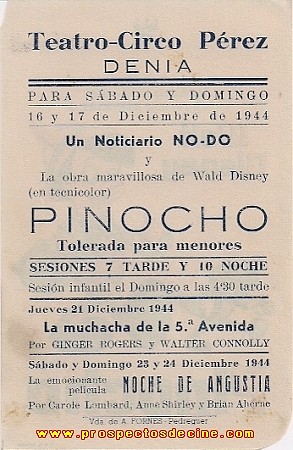 Teatro-Circo Pérez
DENIA
PARA SÁBADO Y DOMINGO
16 y 17 de Diciembre de 1944
Un Noticiario NO-DO
y
La obra maravillosa de Wald Disney
(en tecnicolor)
PINOCHO
Tolerada para menores
SESIONES 7 TARDE Y 10 NOCHE
Sesión infantil el Domingo a las 4'30 tarde
Jueves 21 Diciembre 1944
La muchacha de la 5.ª Avenida
Por GINGER ROGERS y WALTER CONNOLLY
Sábado y Domingo 23 y 24 Diciembre 1944
La emocionante película NOCHE DE ANGUSTIA
Por Carole Lombard, Anne Shirley y Brian Aherne
Vda. de A. FORNES - Pedreguer
www.prospectosdecine.com